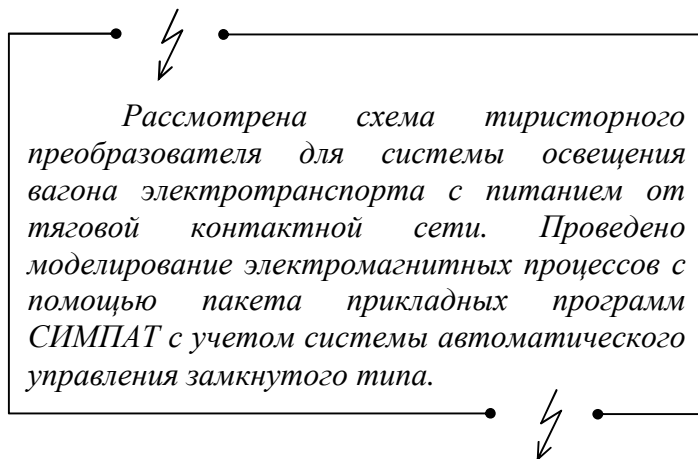 Рассмотрена схема тиристорного
преобразователя для системы освещения
вагона электротранспорта с питанием от
тяговой контактной сети. Проведено
моделирование электромагнитных процессов с
помощью пакета прикладных программ
СИМПАТ с учетом системы автоматического
управления замкнутого типа.